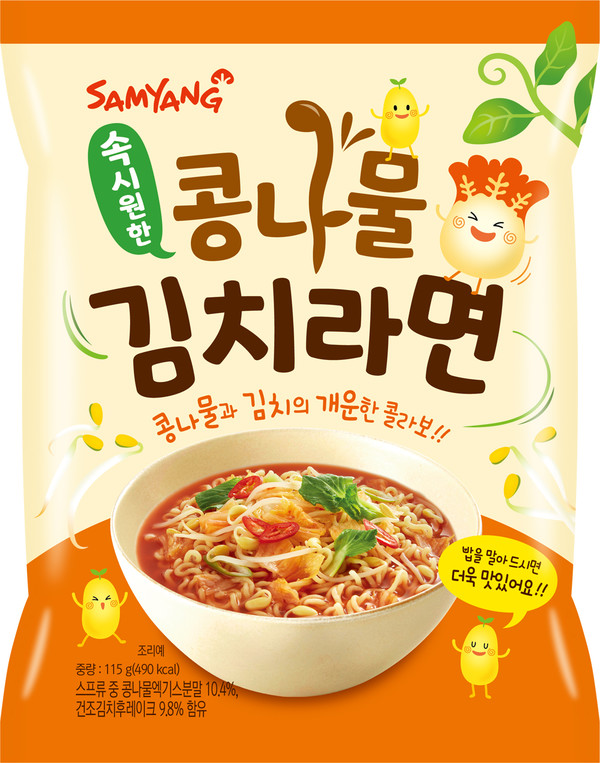 SAMYANG
속시원한
콩나물
김치라면
콩나물과 김치의 개운한 콜라보!!
밥을 말아 드시면
더욱 맛있어요!!
조리예
중량 : 115 g(490 kcal)
스프류 중 콩나물엑기스분말 10.4%,
건조김치후레이크 9.8% 함유